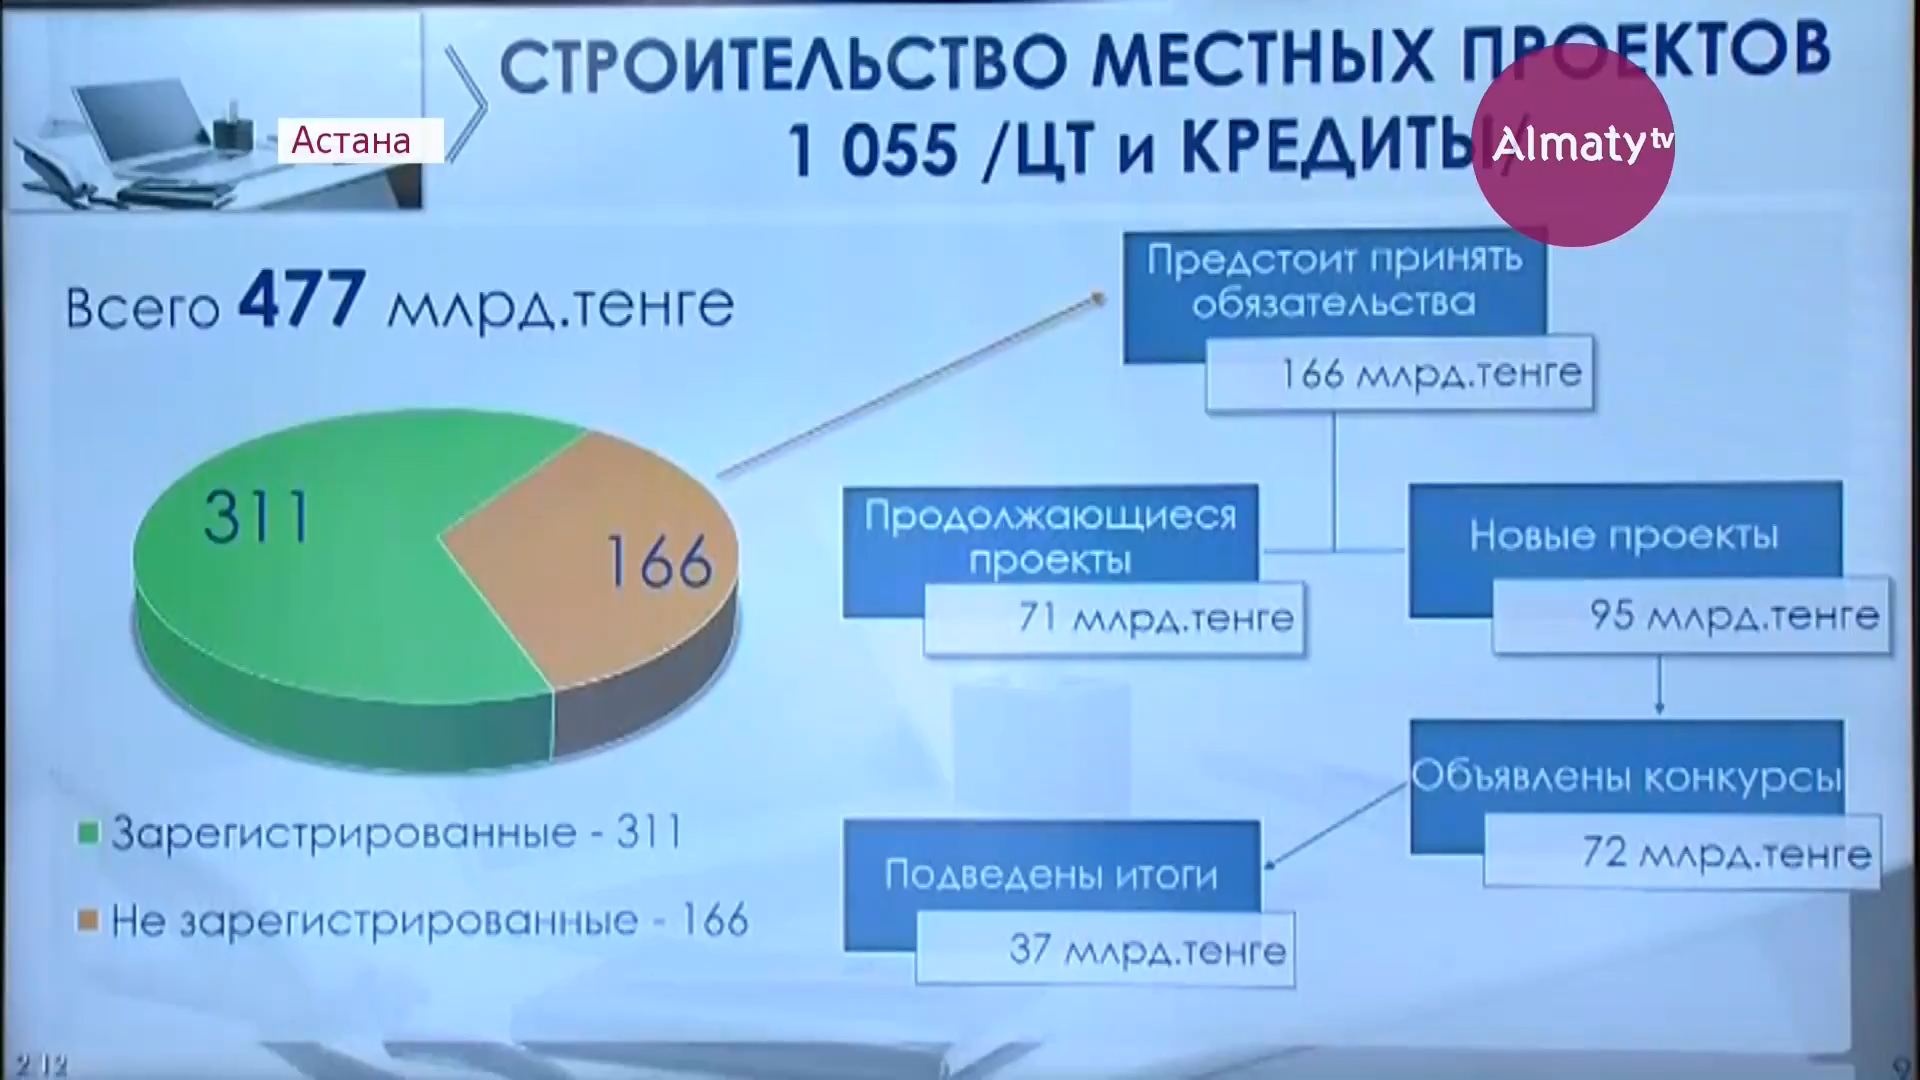 СТРОИТЕЛЬСТВО МЕСТНЫХ ПРОЕКТОВ
1 055 /ЦТ и КРЕДИТЫ/
Астана
Almaty tv
Всего 477 млрд.тенге
311
166
Зарегистрированные - 311
Не зарегистрированные - 166
Предстоит принять
обязательства
166 млрд.тенге
Продолжающиеся
проекты
71 млрд.тенге
Новые проекты
95 млрд.тенге
Объявлены конкурсы
72 млрд.тенге
Подведены итоги
37 млрд.тенге